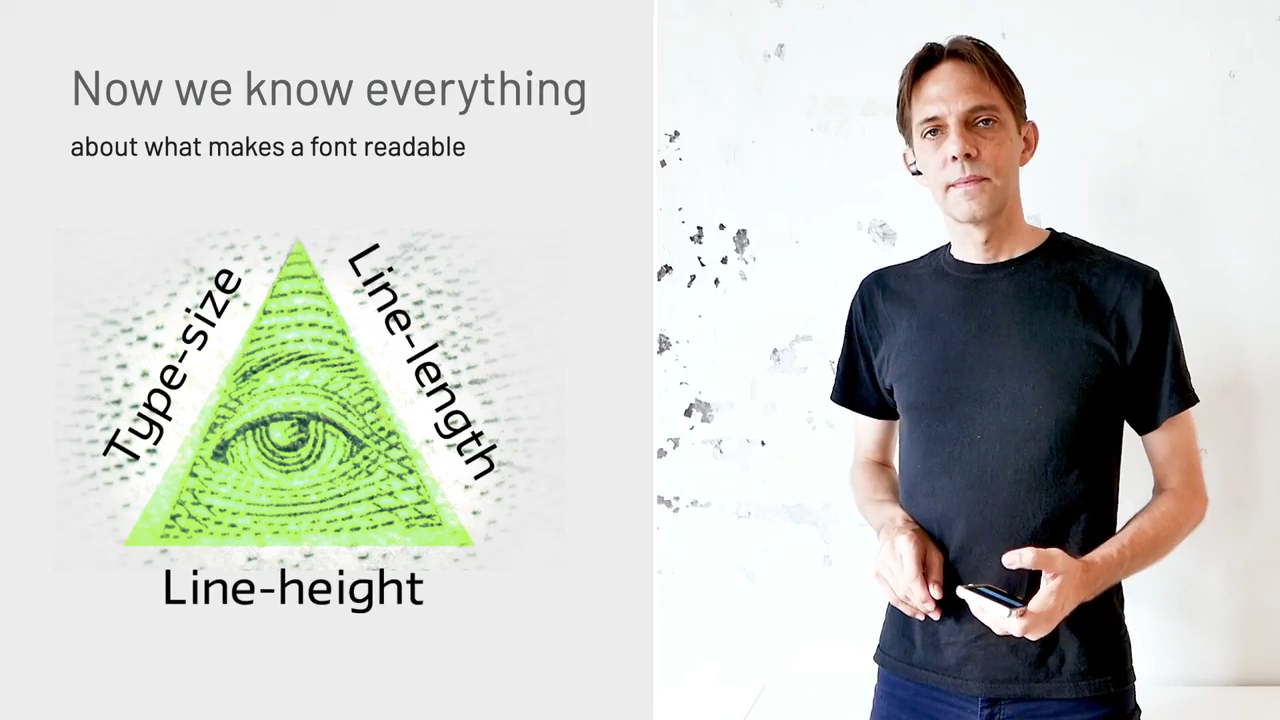 Now we know everything
about what makes a font readable
Type-size
Line-length
Line-height